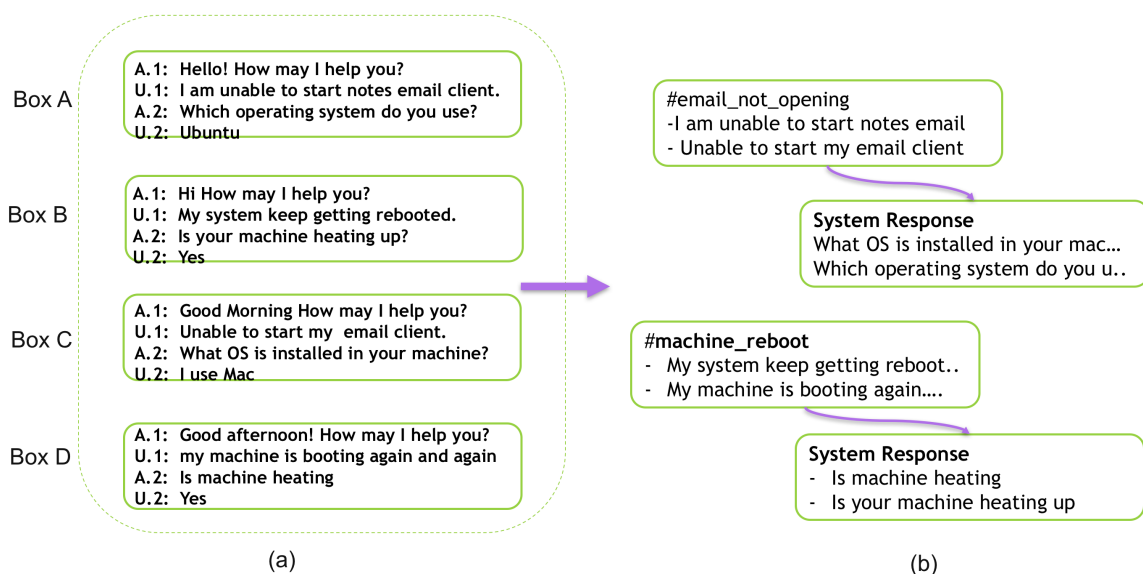 Box A
A.1: Hello! How may I help you?
U.1: I am unable to start notes email client.
A.2: Which operating system do you use?
U.2: Ubuntu
Box B
A.1: Hi How may I help you?
U.1: My system keep getting rebooted.
A.2: Is your machine heating up?
U.2: Yes
Box C
A.1: Good Morning How may I help you?
U.1: Unable to start my email client.
A.2: What OS is installed in your machine?
U.2: I use Mac
Box D
A.1: Good afternoon! How may I help you?
U.1: my machine is booting again and again
A.2: Is machine heating
U.2: Yes
(a)
#email_not_opening
-I am unable to start notes email
- Unable to start my email client
System Response
What OS is installed in your mac...
Which operating system do you u..
#machine_reboot
- My system keep getting reboot..
- My machine is booting again....
System Response
- Is machine heating
- Is your machine heating up
(b)